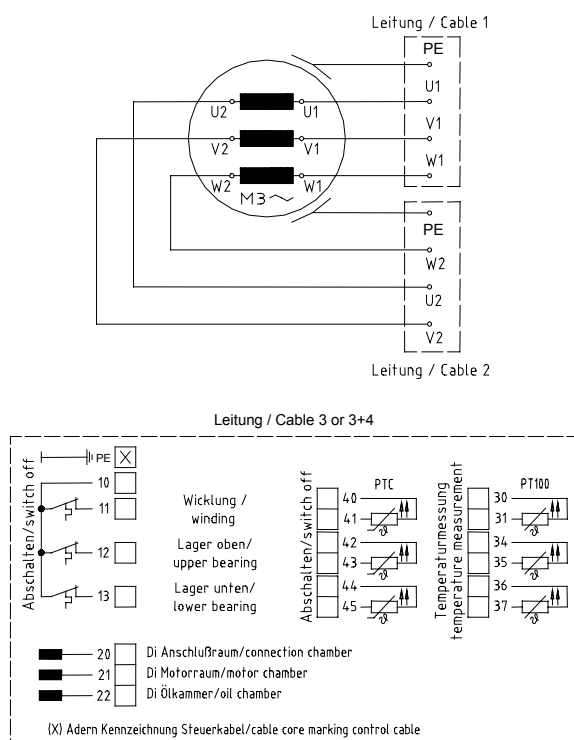 Leitung / Cable 1
PE
U1
V1
W1
U2 U1
V2 V1
W2 W1
M3~
PE
W2
U2
V2
Leitung / Cable 2
Leitung / Cable 3 or 3+4
Abschalten/switch off
PE X
10
11 Wicklung /
winding
12 Lager oben/
upper bearing
13 Lager unten/
lower bearing
Abschalten/switch off
PTC
40
41
42
43
44
45
Temperaturmessung
temperature measurement
PT100
30
31
34
35
36
37
20 Di Anschlußraum/connection chamber
21 Di Motorraum/motor chamber
22 Di Ölkammer/oil chamber
(X) Adern Kennzeichnung Steuerkabel/cable core marking control cable